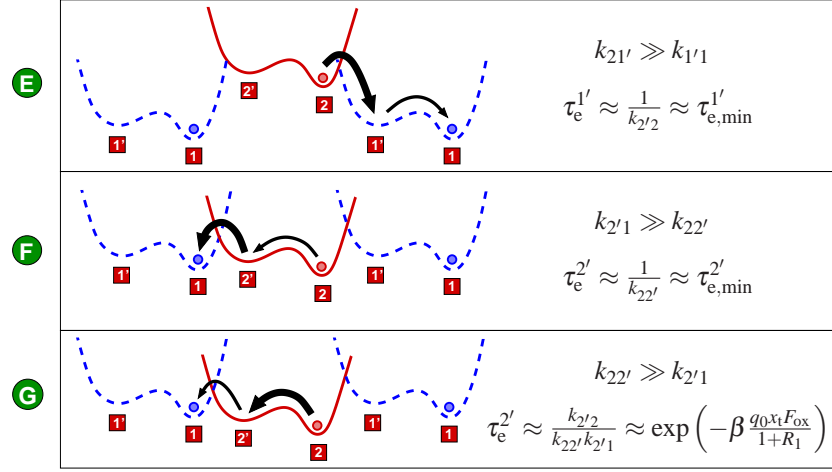 E
k_{21'} ≫ k_{1'1}
τ_e^{1'} ≈ 1/k_{2'2} ≈ τ_{e,min}^{1'}
2' 2
1' 1 1' 1
F
k_{2'1} ≫ k_{22'}
τ_e^{2'} ≈ 1/k_{22'} ≈ τ_{e,min}^{2'}
1' 1 2' 2 1' 1
G
k_{22'} ≫ k_{2'1}
τ_e^{2'} ≈ k_{2'2}/(k_{22'} k_{2'1}) ≈ exp(−β q_0 x_t F_ox/(1+R_1))
1' 1 2' 2 1' 1